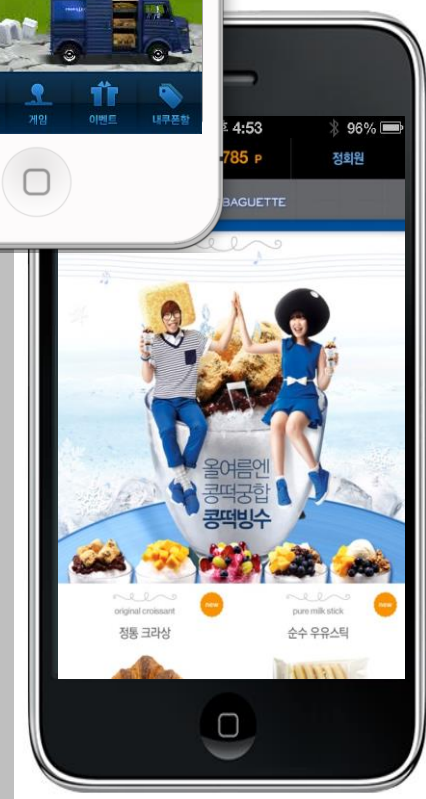 게임 이벤트 내쿠폰함
4:53 96%
785 P 정회원
BAGUETTE
올여름엔
콩떡궁합
콩떡빙수
original croissant new pure milk stick new
정통 크라상 순수 우유스틱